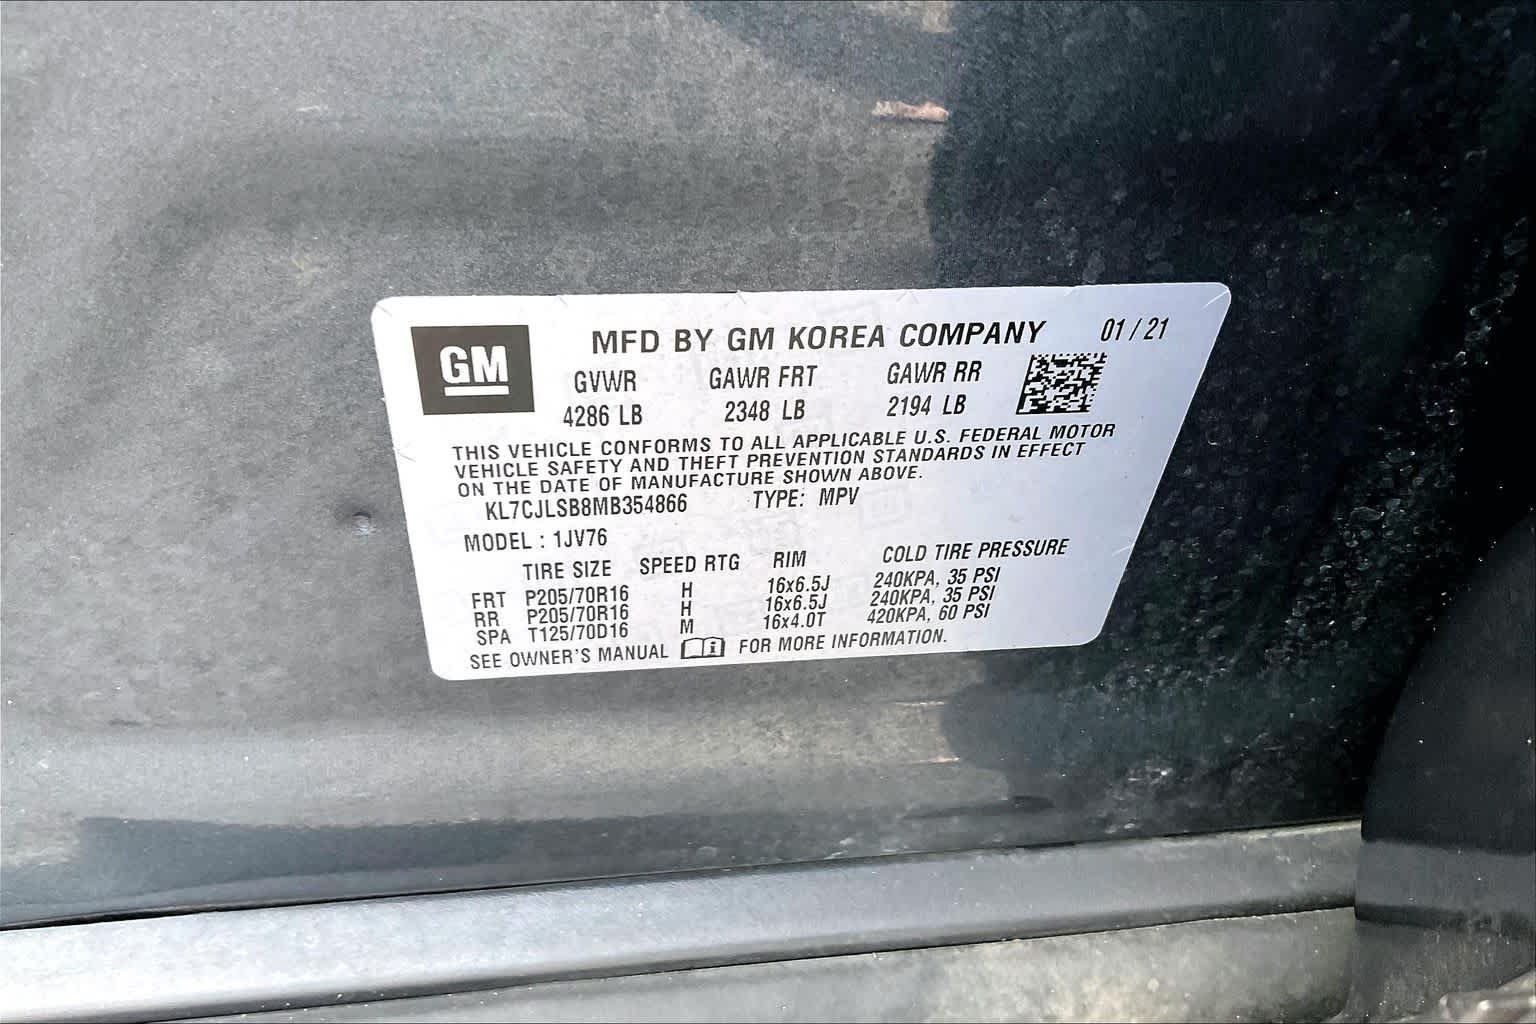 GM
MFD BY GM KOREA COMPANY 01 / 21
GVWR GAWR FRT GAWR RR
4286 LB 2348 LB 2194 LB
THIS VEHICLE CONFORMS TO ALL APPLICABLE U.S. FEDERAL MOTOR
VEHICLE SAFETY AND THEFT PREVENTION STANDARDS IN EFFECT
ON THE DATE OF MANUFACTURE SHOWN ABOVE.
KL7CJLSB8MB354866 TYPE: MPV
MODEL : 1JV76
TIRE SIZE SPEED RTG RIM COLD TIRE PRESSURE
FRT P205/70R16 H 16x6.5J 240KPA, 35 PSI
RR P205/70R16 H 16x6.5J 240KPA, 35 PSI
SPA T125/70D16 M 16x4.0T 420KPA, 60 PSI
SEE OWNER'S MANUAL i FOR MORE INFORMATION.